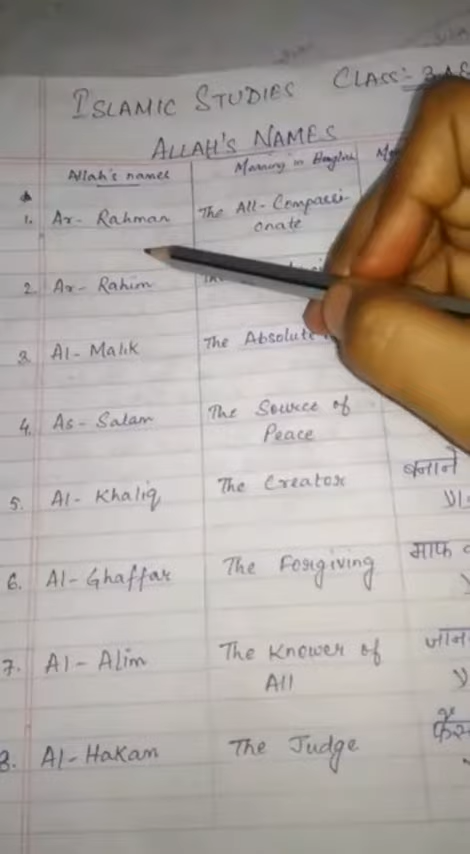 ISLAMIC STUDIES CLASS:- 3
ALLAH'S NAMES
Allah's names Meaning in English
1. Ar- Rahman The All- Compassi-
onate
2. Ar- Rahim
3. Al- Malik The Absolute
4. As- Salam The Source of
Peace
5. Al- Khaliq The Creator बनाने
6. Al- Ghaffar The Forgiving माफ
7. Al- Alim The Knower of
All
8. Al- Hakam The Judge